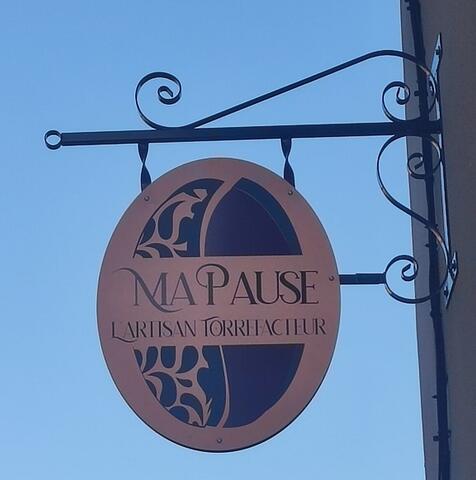 MA PAUSE
L'ARTISAN TORREFACTEUR